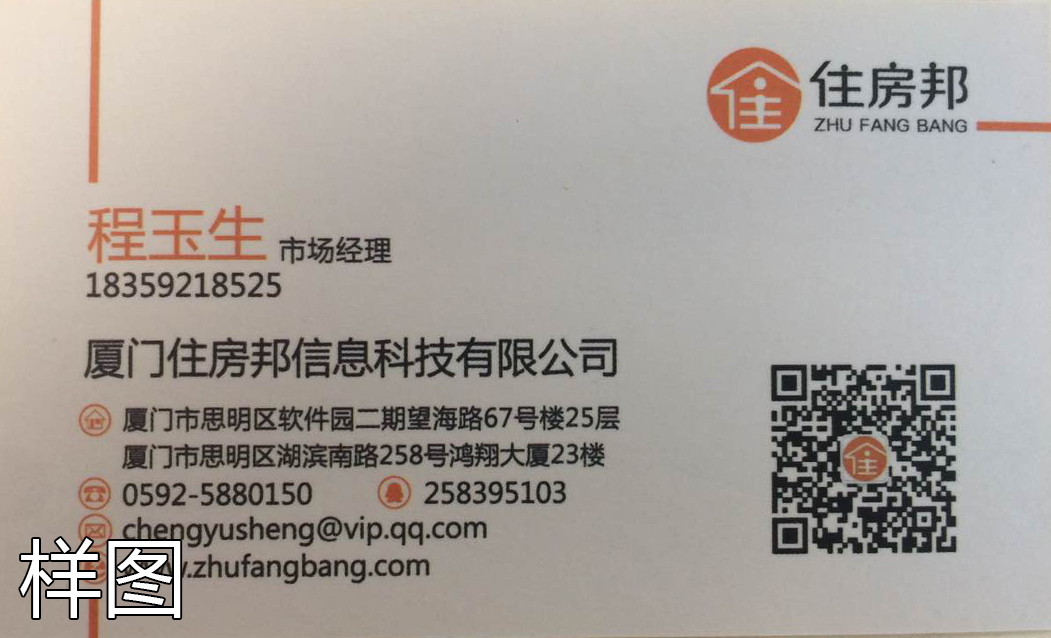 住房邦
ZHU FANG BANG
程玉生 市场经理
18359218525
厦门住房邦信息科技有限公司
厦门市思明区软件园二期望海路67号楼25层
厦门市思明区湖滨南路258号鸿翔大厦23楼
0592-5880150 258395103
chengyusheng@vip.qq.com
.zhufangbang.com
样图